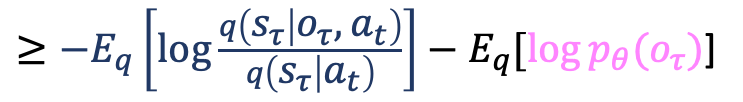 ≥ −E_q [log q(s_τ|o_τ, a_t) / q(s_τ|a_t)] − E_q[log p_θ(o_τ)]